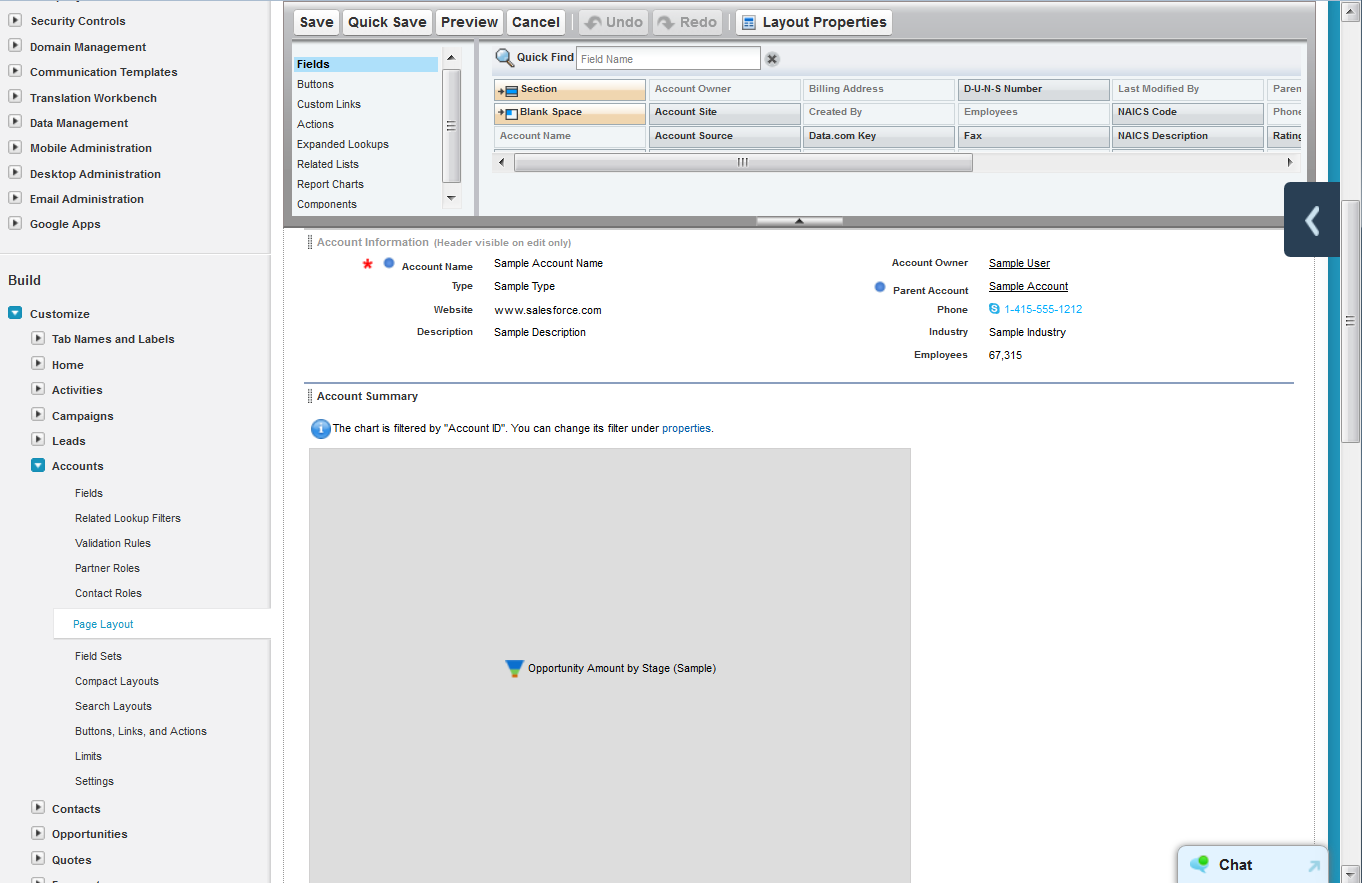 Security Controls
Domain Management
Communication Templates
Translation Workbench
Data Management
Mobile Administration
Desktop Administration
Email Administration
Google Apps
Build
Customize
Tab Names and Labels
Home
Activities
Campaigns
Leads
Accounts
Fields
Related Lookup Filters
Validation Rules
Partner Roles
Contact Roles
Page Layout
Field Sets
Compact Layouts
Search Layouts
Buttons, Links, and Actions
Limits
Settings
Contacts
Opportunities
Quotes
Save Quick Save Preview Cancel Undo Redo Layout Properties
Fields
Buttons
Custom Links
Actions
Expanded Lookups
Related Lists
Report Charts
Components
Quick Find Field Name
Section Account Owner Billing Address D-U-N-S Number Last Modified By Paren
Blank Space Account Site Created By Employees NAICS Code Phone
Account Name Account Source Data.com Key Fax NAICS Description Rating
Account Information (Header visible on edit only)
Account Name Sample Account Name Account Owner Sample User
Type Sample Type Parent Account Sample Account
Website www.salesforce.com Phone 1-415-555-1212
Description Sample Description Industry Sample Industry
Employees 67,315
Account Summary
The chart is filtered by "Account ID". You can change its filter under properties.
Opportunity Amount by Stage (Sample)
Chat